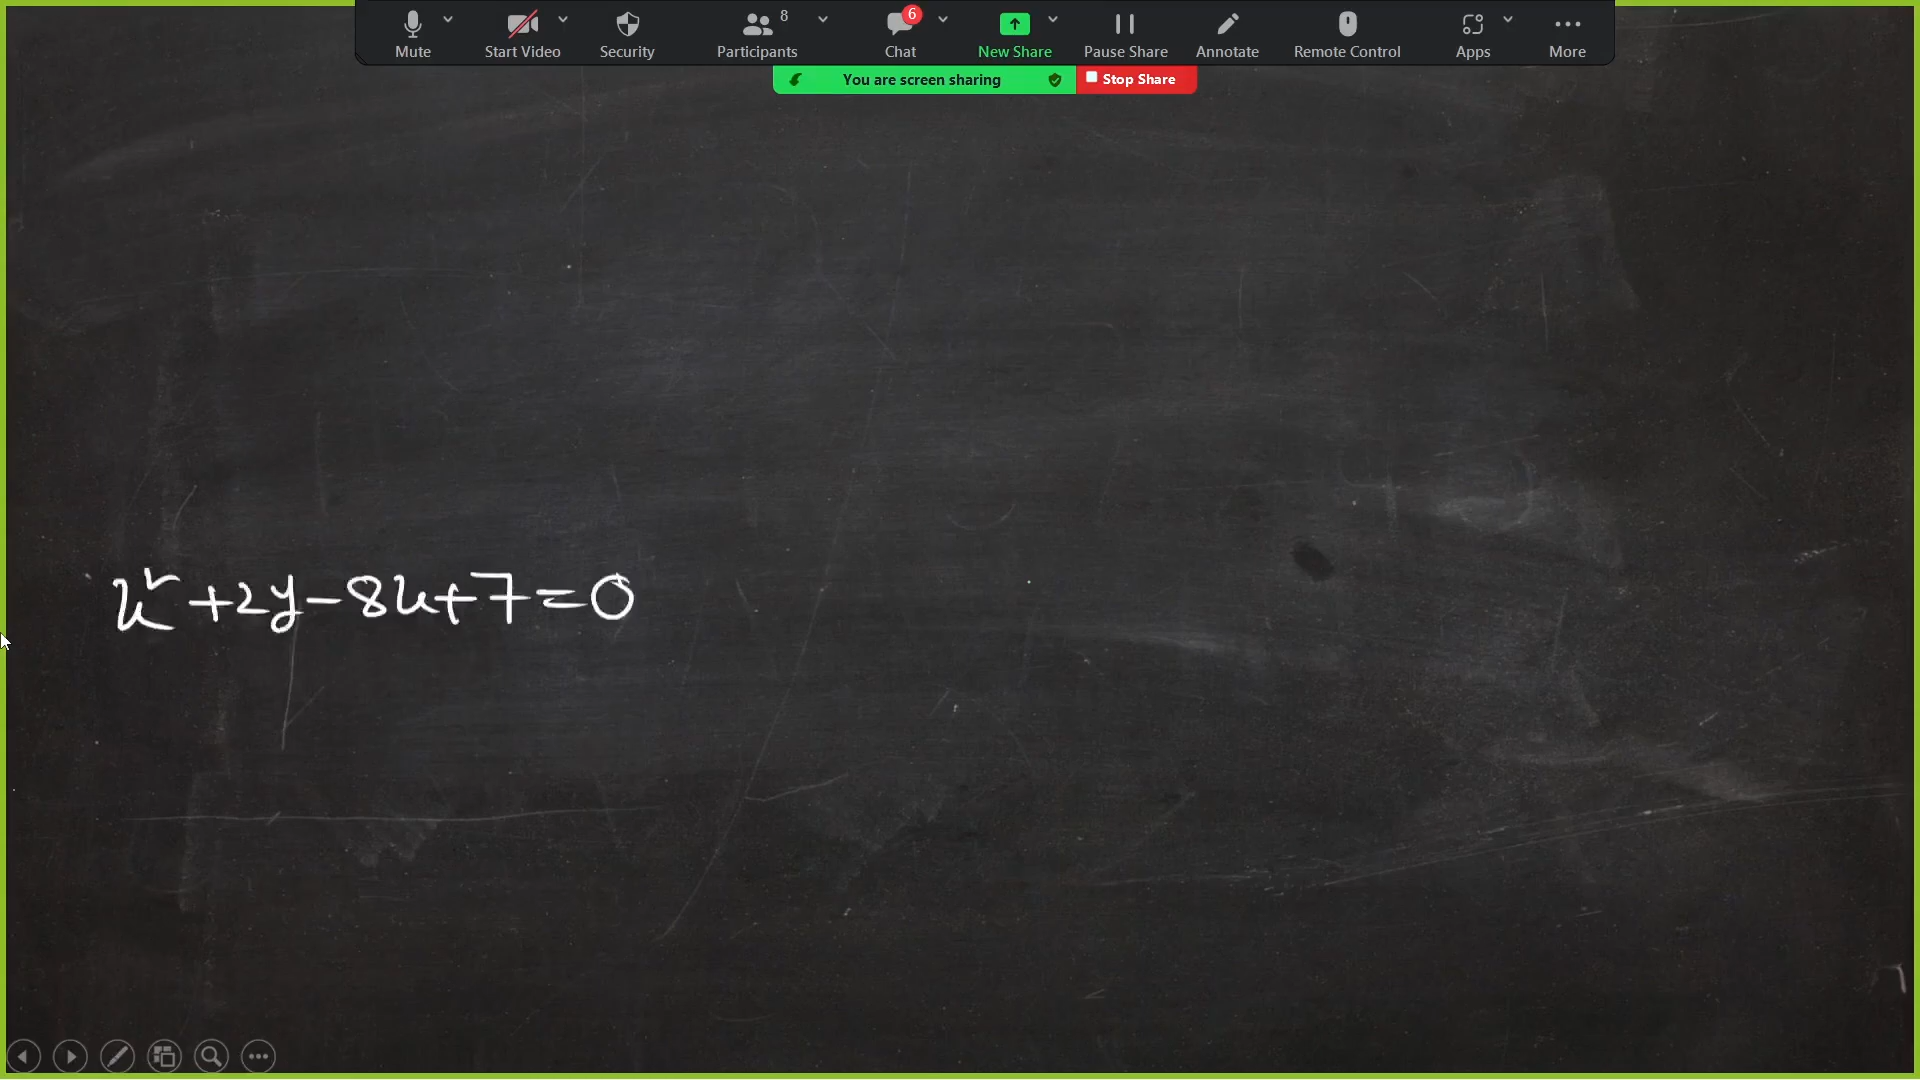 8
6
Mute
Start Video
Security
Participants
Chat
New Share
Pause Share
Annotate
Remote Control
Apps
More
You are screen sharing
Stop Share
x² + 2y - 8x + 7 = 0